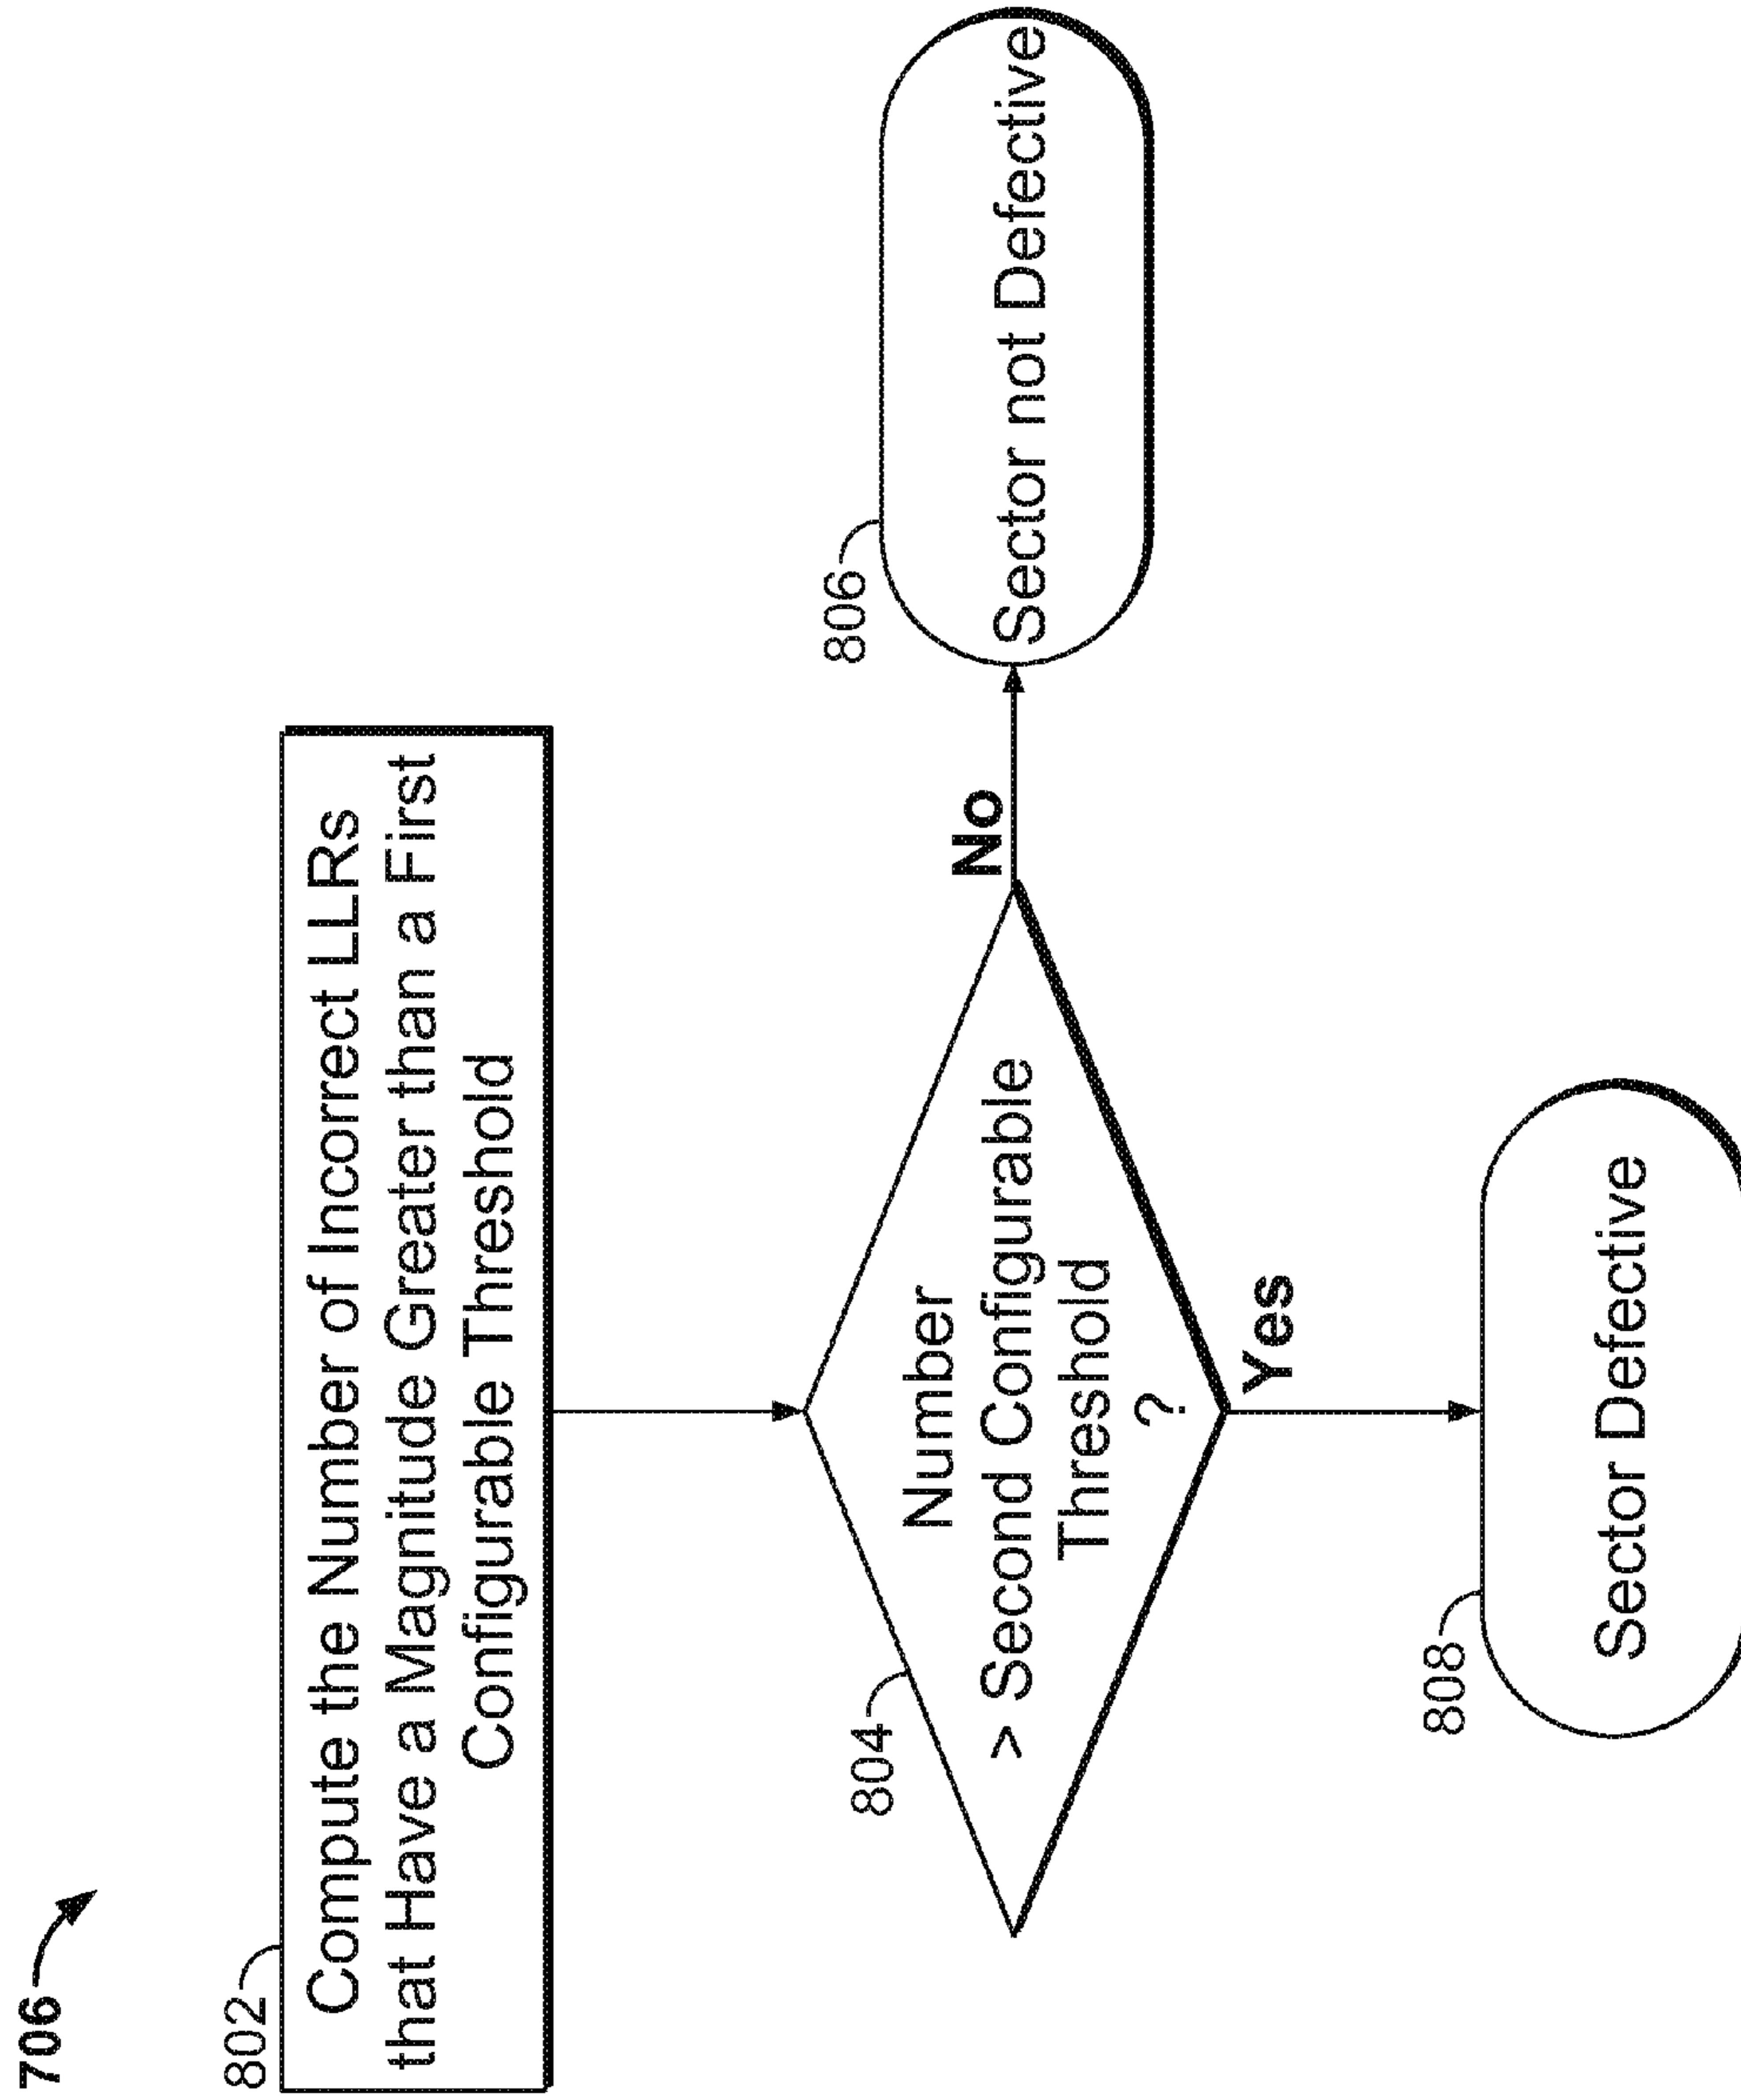 706
802
Compute the Number of Incorrect LLRs
that Have a Magnitude Greater than a First
Configurable Threshold
804
Number
> Second Configurable
Threshold
?
No
806
Sector not Defective
Yes
808
Sector Defective